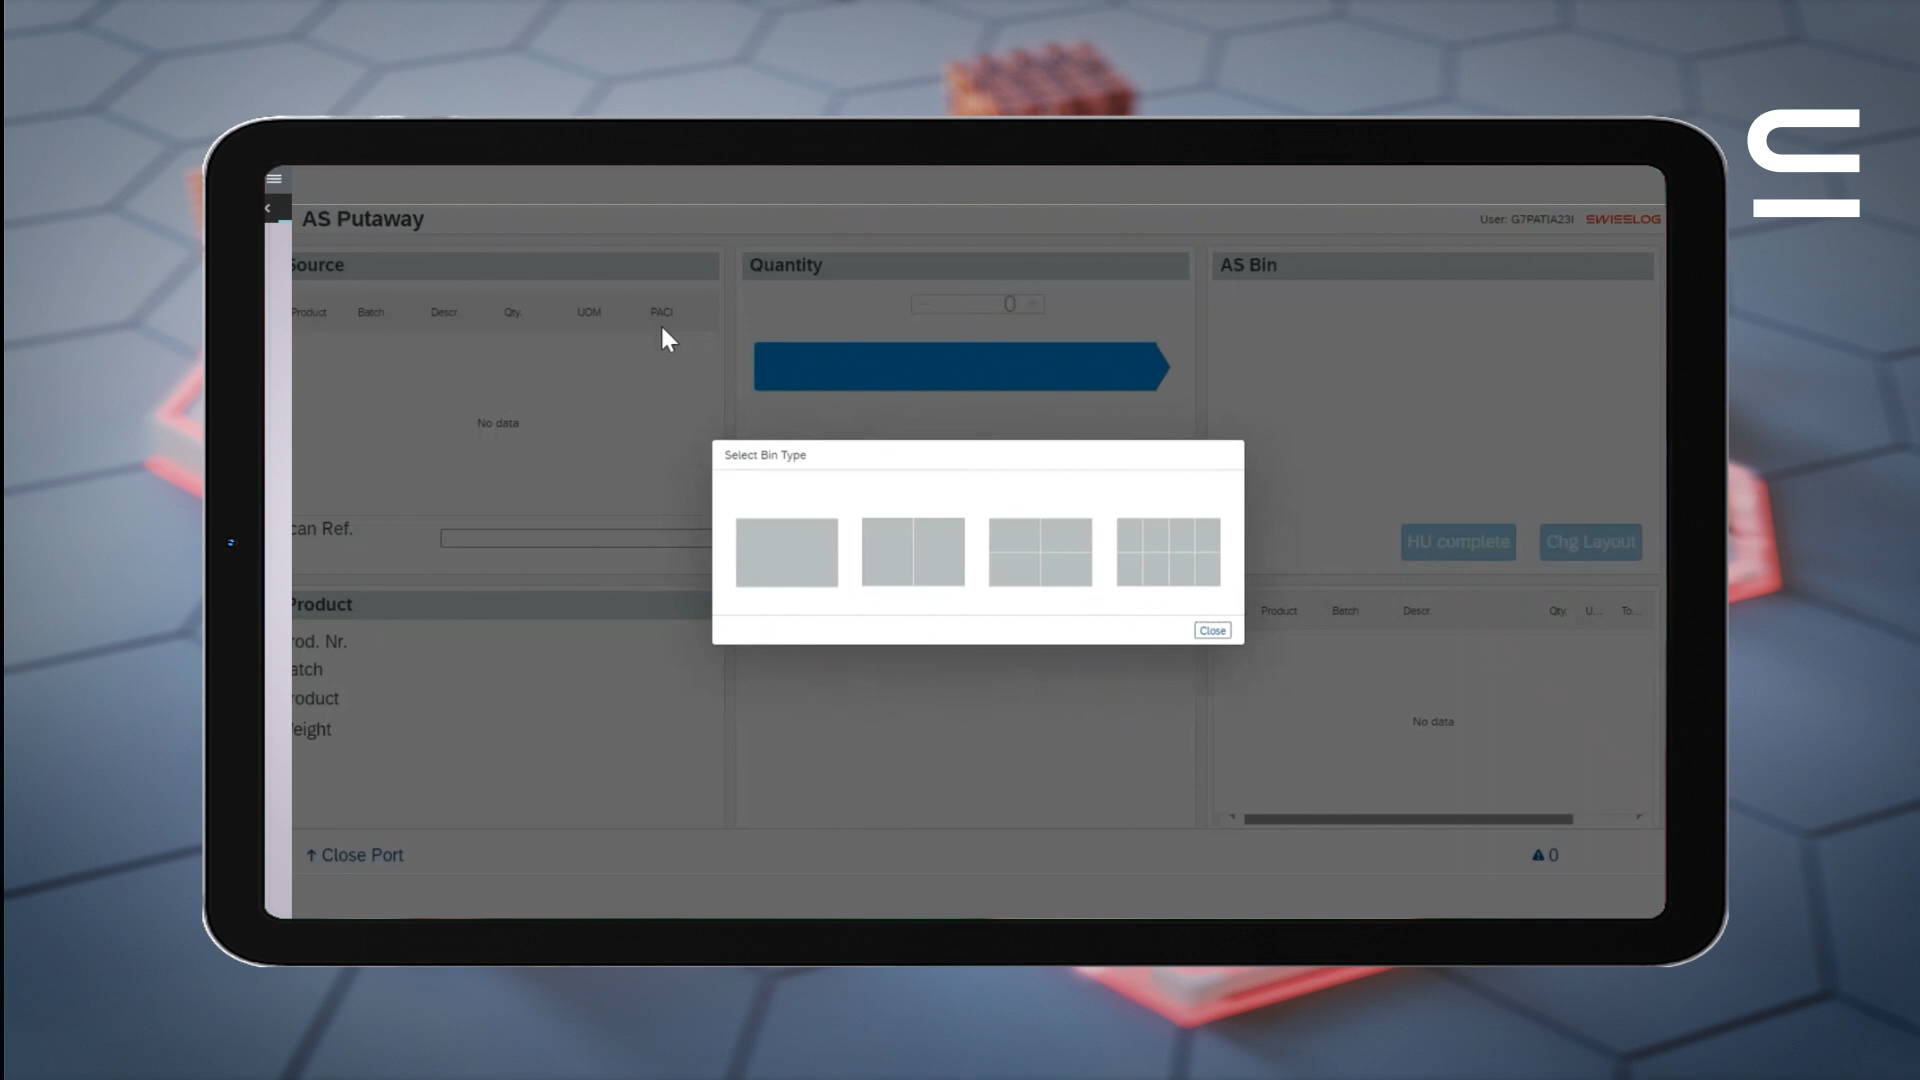 AS Putaway
User: G7PATIA23I SWISSLOG
Source
Product Batch Descr. Qty. UOM PACI
No data
can Ref.
Product
rod. Nr.
atch
roduct
eight
Quantity
0
AS Bin
HU complete Chg Layout
Product Batch Descr. Qty. U... To...
No data
Select Bin Type
Close
Close Port
0